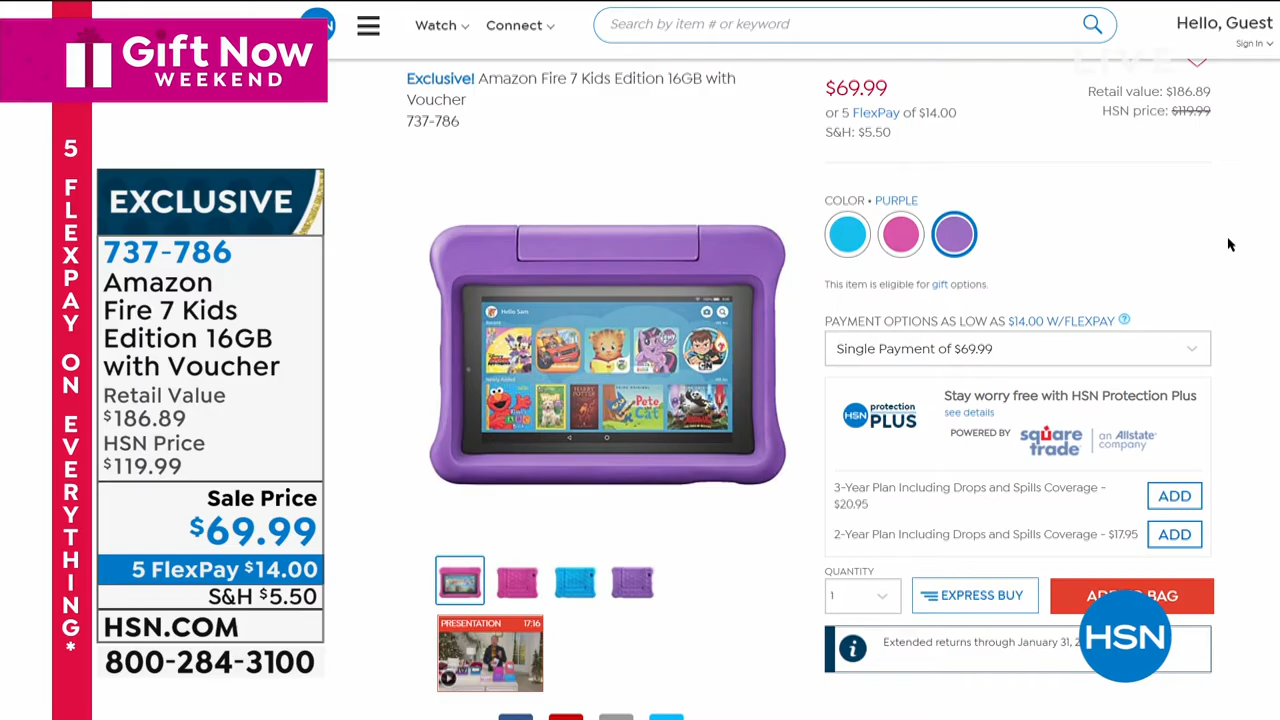 Gift Now
WEEKEND
5 FLEXPAY ON EVERYTHING*
EXCLUSIVE
737-786
Amazon
Fire 7 Kids
Edition 16GB
with Voucher
Retail Value
$186.89
HSN Price
$119.99
Sale Price
$69.99
5 FlexPay $14.00
S&H $5.50
HSN.COM
800-284-3100
Watch
Connect
Search by item # or keyword
Hello, Guest
Sign In
LIVE
Exclusive! Amazon Fire 7 Kids Edition 16GB with
Voucher
737-786
Hello Sam
Pete
Cat
PRESENTATION 17:16
$69.99
or 5 FlexPay of $14.00
S&H: $5.50
Retail value: $186.89
HSN price: $119.99
COLOR • PURPLE
This item is eligible for gift options.
PAYMENT OPTIONS AS LOW AS $14.00 W/FLEXPAY ?
Single Payment of $69.99
HSN protection PLUS
Stay worry free with HSN Protection Plus
see details
POWERED BY square trade | an Allstate company
3-Year Plan Including Drops and Spills Coverage -
$20.95
ADD
2-Year Plan Including Drops and Spills Coverage - $17.95
ADD
QUANTITY
1
EXPRESS BUY
BAG
i
Extended returns through January 31,
HSN